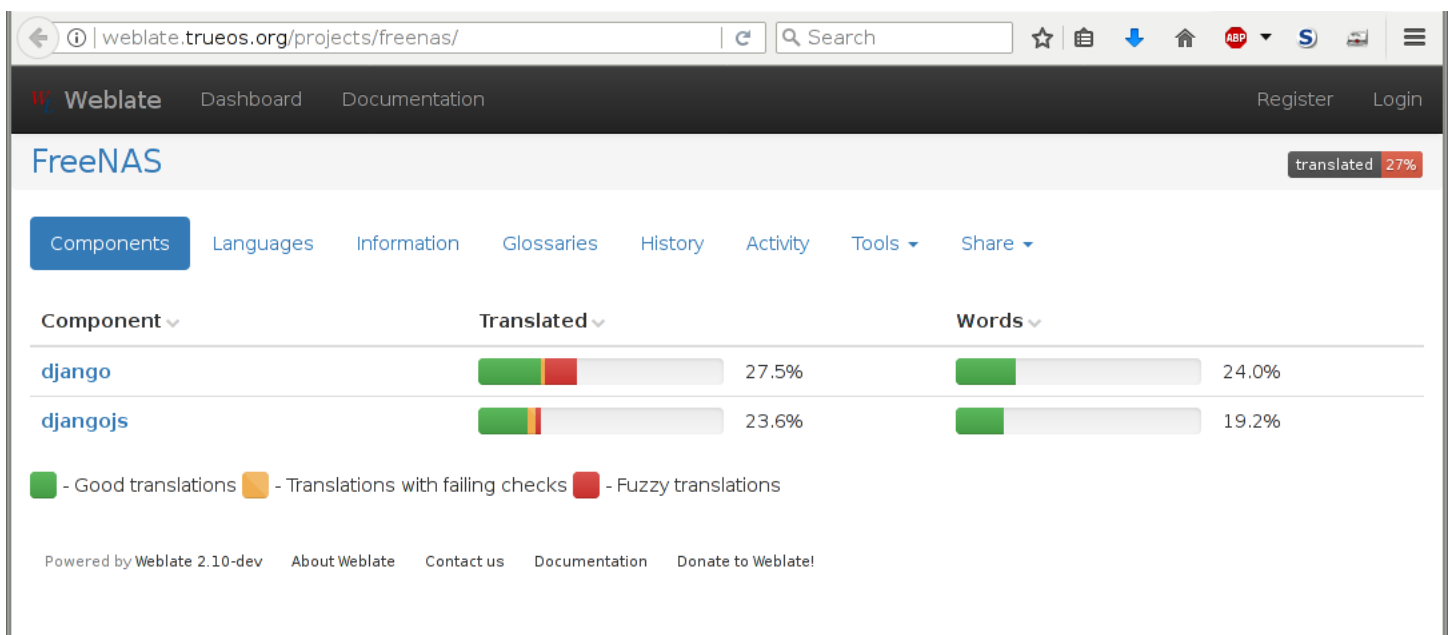 weblate.trueos.org/projects/freenas/ Search ABP S)
Weblate Dashboard Documentation Register Login
FreeNAS translated 27%
Components Languages Information Glossaries History Activity Tools Share
Component Translated Words
django 27.5% 24.0%
djangojs 23.6% 19.2%
- Good translations - Translations with failing checks - Fuzzy translations
Powered by Weblate 2.10-dev About Weblate Contact us Documentation Donate to Weblate!